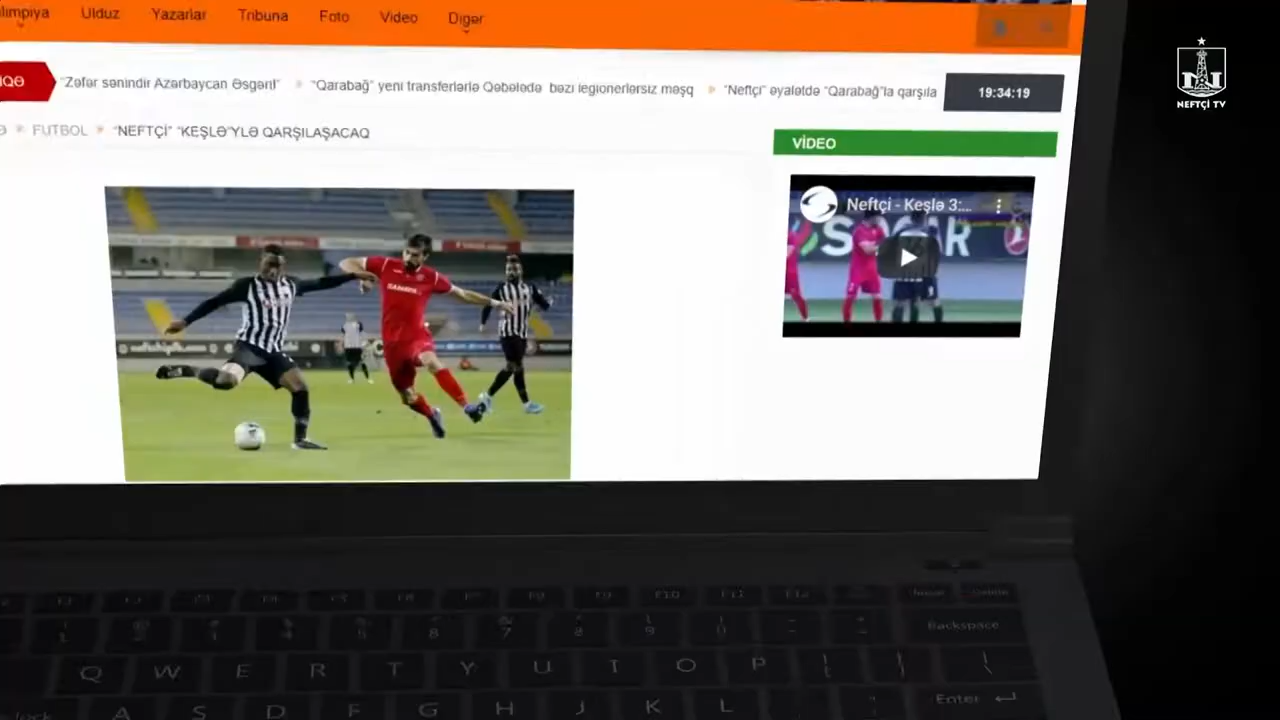 Ulduz
Yazarlar
Tribuna
Foto
Video
Digər
“Zəfər sənindir Azərbaycan Əsgəri!”
“Qarabağ” yeni transferlərlə Qəbələdə bəzi legionerlərsiz məşq
“Neftçi” əyalətdə “Qarabağ”la qarşıla
19:34:19
FUTBOL
“NEFTÇİ” “KEŞLƏ”YLƏ QARŞILAŞACAQ
VİDEO
Neftçi - Keşlə 3:...
NEFTÇİ TV
Backspace
Q W E R T Y U I O P
Enter
A S D F G H J K L